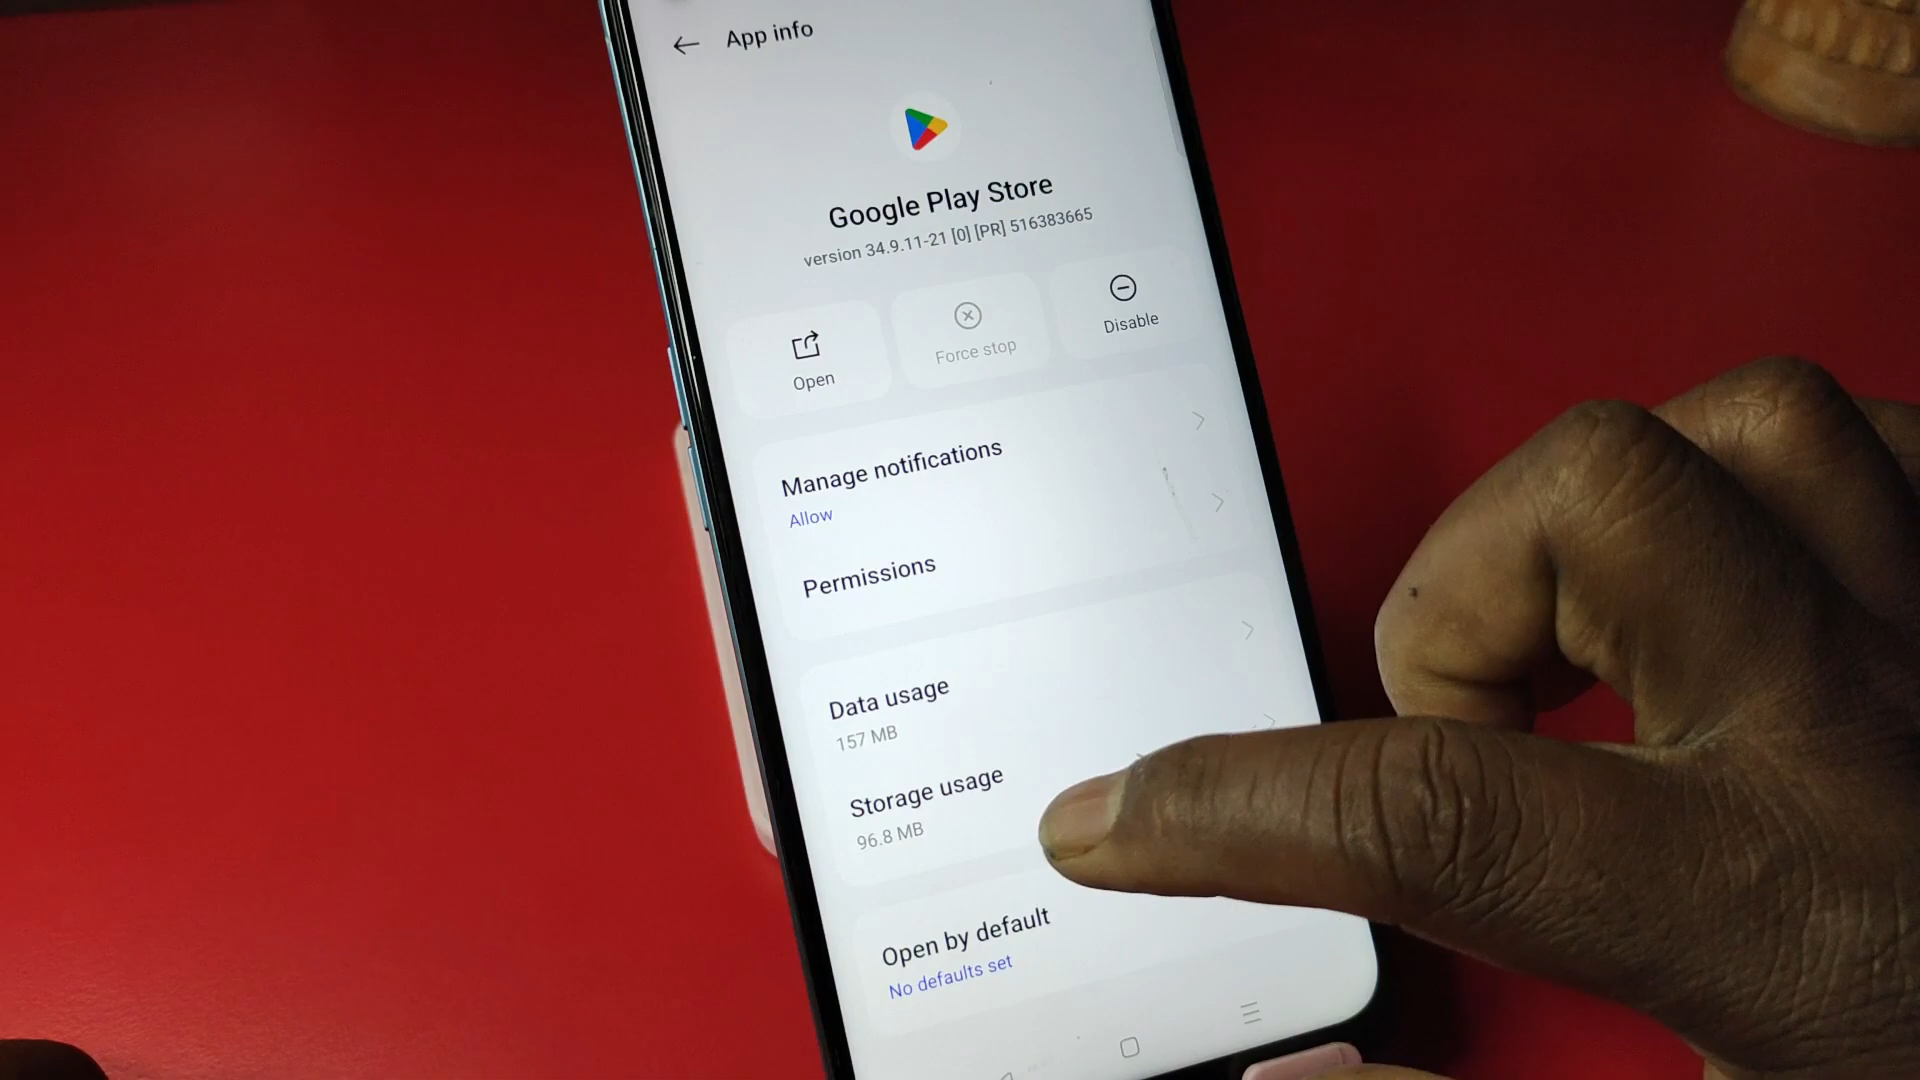 App info
Google Play Store
version 34.9.11-21 [0] [PR] 516383665
Open
Force stop
Disable
Manage notifications
Allow
Permissions
Data usage
157 MB
Storage usage
96.8 MB
Open by default
No defaults set